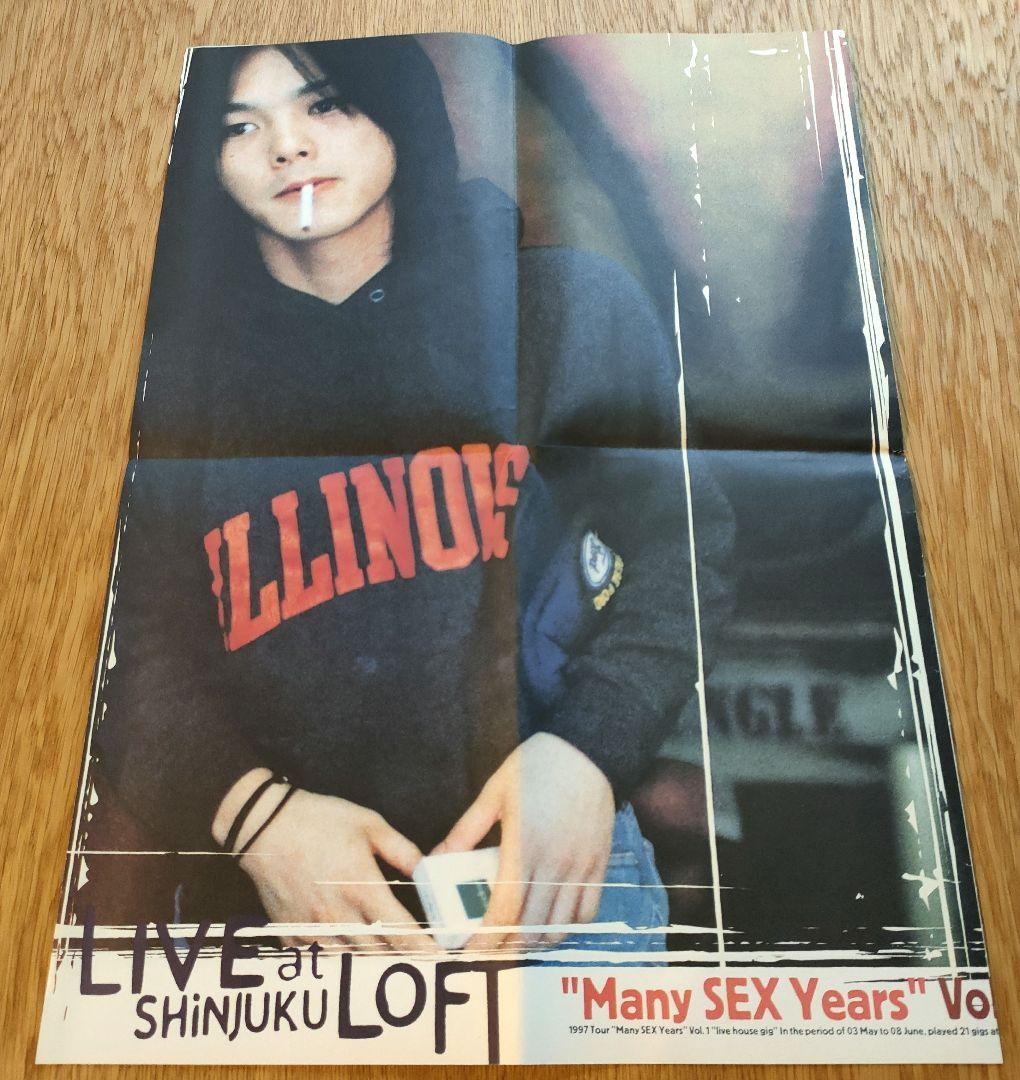 ILLINOIS
NGLE
LIVE at
SHiNJUKU LOFT
"Many SEX Years" Vo
1997 Tour "Many SEX Years" Vol. 1 "live house gig" In the period of 03 May to 08 June, played 21 gigs at